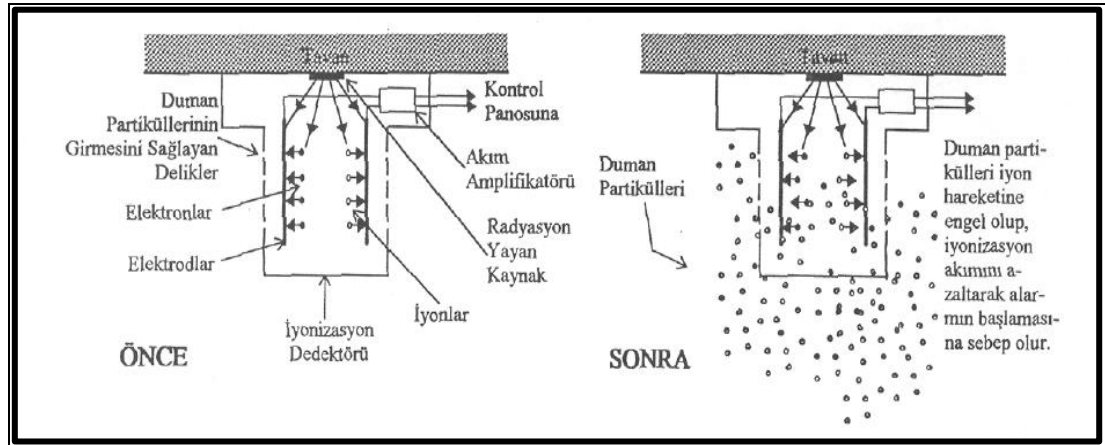 Tavan
Duman
Partiküllerinin
Girmesini Sağlayan
Delikler
Elektronlar
Elektrodlar
İyonizasyon
Dedektörü
İyonlar
Radyasyon
Yayan
Kaynak
Akım
Amplifikatörü
Kontrol
Panosuna
ÖNCE
Tavan
Duman
Partikülleri
Duman parti-
külleri iyon
hareketine
engel olup,
iyonizasyon
akımını a-
zaltarak alar-
mın başlaması-
na sebep olur.
SONRA